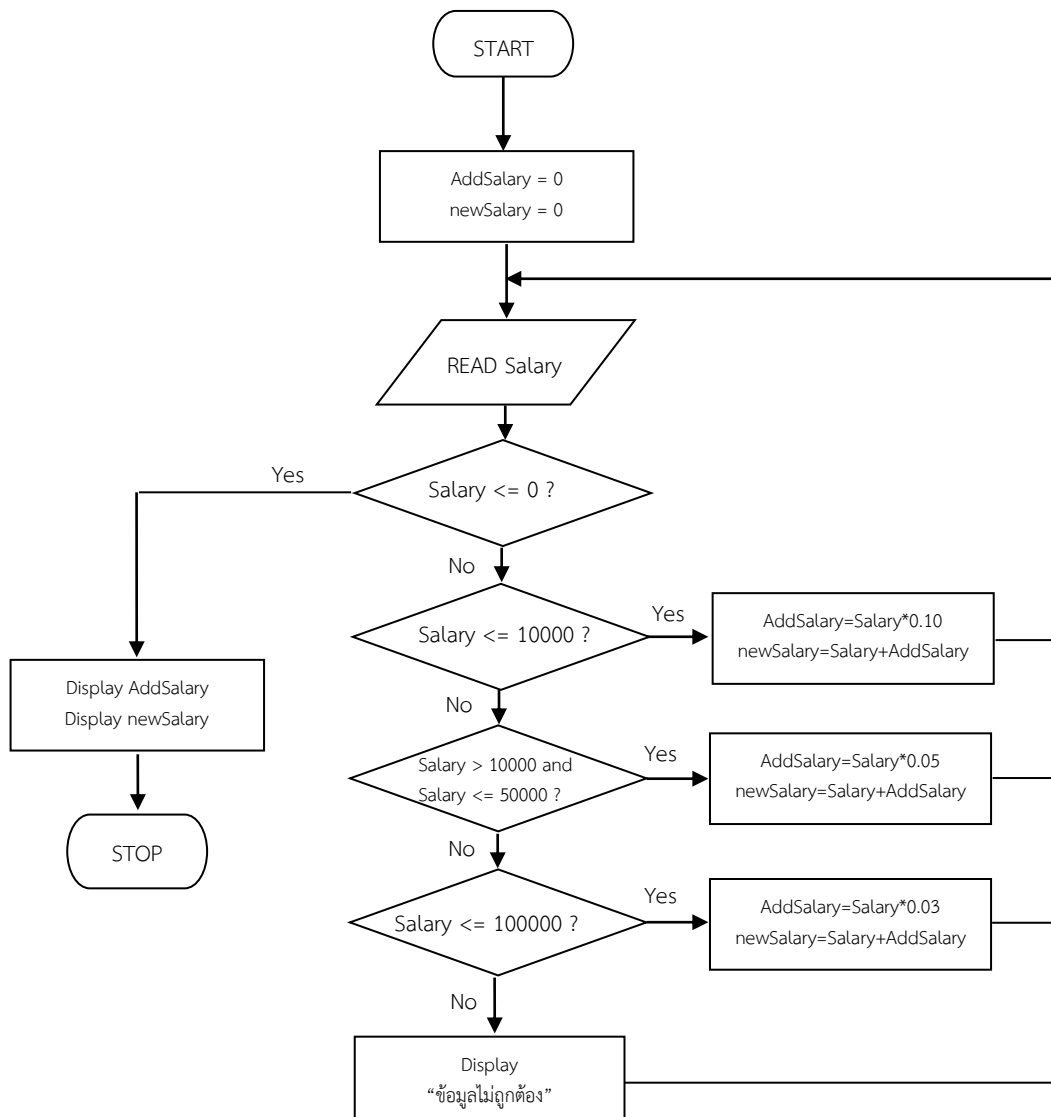 START
AddSalary = 0
newSalary = 0
READ Salary
Yes
Salary <= 0 ?
No
Salary <= 10000 ?
Yes
AddSalary=Salary*0.10
newSalary=Salary+AddSalary
Display AddSalary
Display newSalary
No
Salary > 10000 and
Salary <= 50000 ?
Yes
AddSalary=Salary*0.05
newSalary=Salary+AddSalary
STOP
No
Salary <= 100000 ?
Yes
AddSalary=Salary*0.03
newSalary=Salary+AddSalary
No
Display
“ข้อมูลไม่ถูกต้อง”